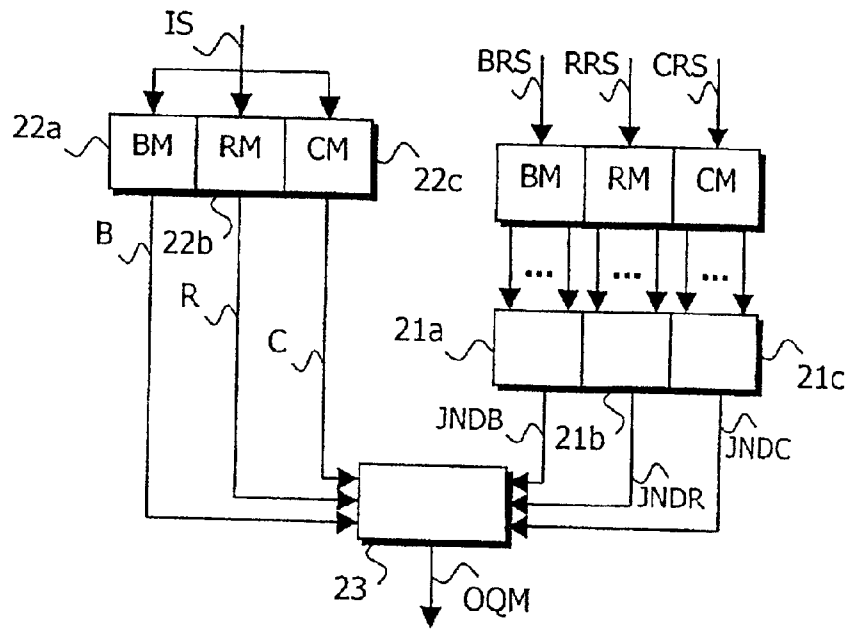 IS
BRS RRS CRS
22a BM RM CM 22c
BM RM CM
B 22b
R
... ... ...
C
21a 21c
JNDB 21b JNDC
JNDR
23 OQM